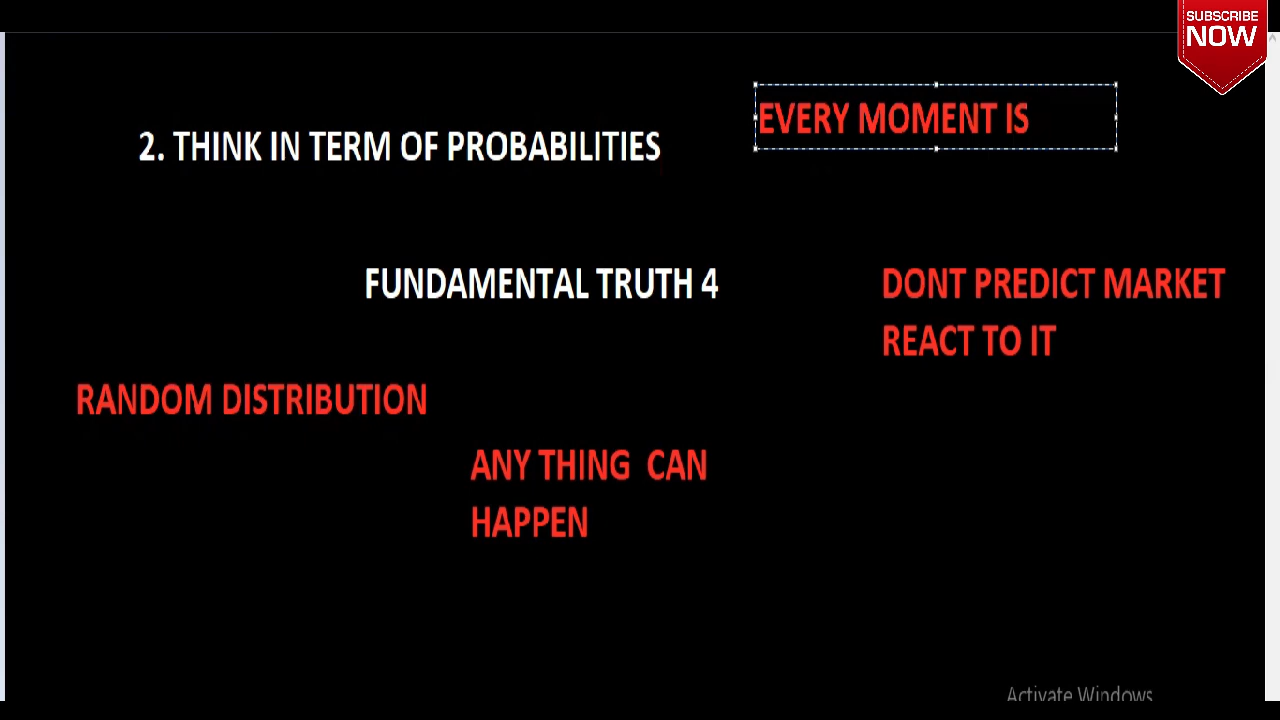 SUBSCRIBE
NOW
EVERY MOMENT IS
2. THINK IN TERM OF PROBABILITIES
FUNDAMENTAL TRUTH 4
DONT PREDICT MARKET
REACT TO IT
RANDOM DISTRIBUTION
ANY THING CAN
HAPPEN
Activate Windows